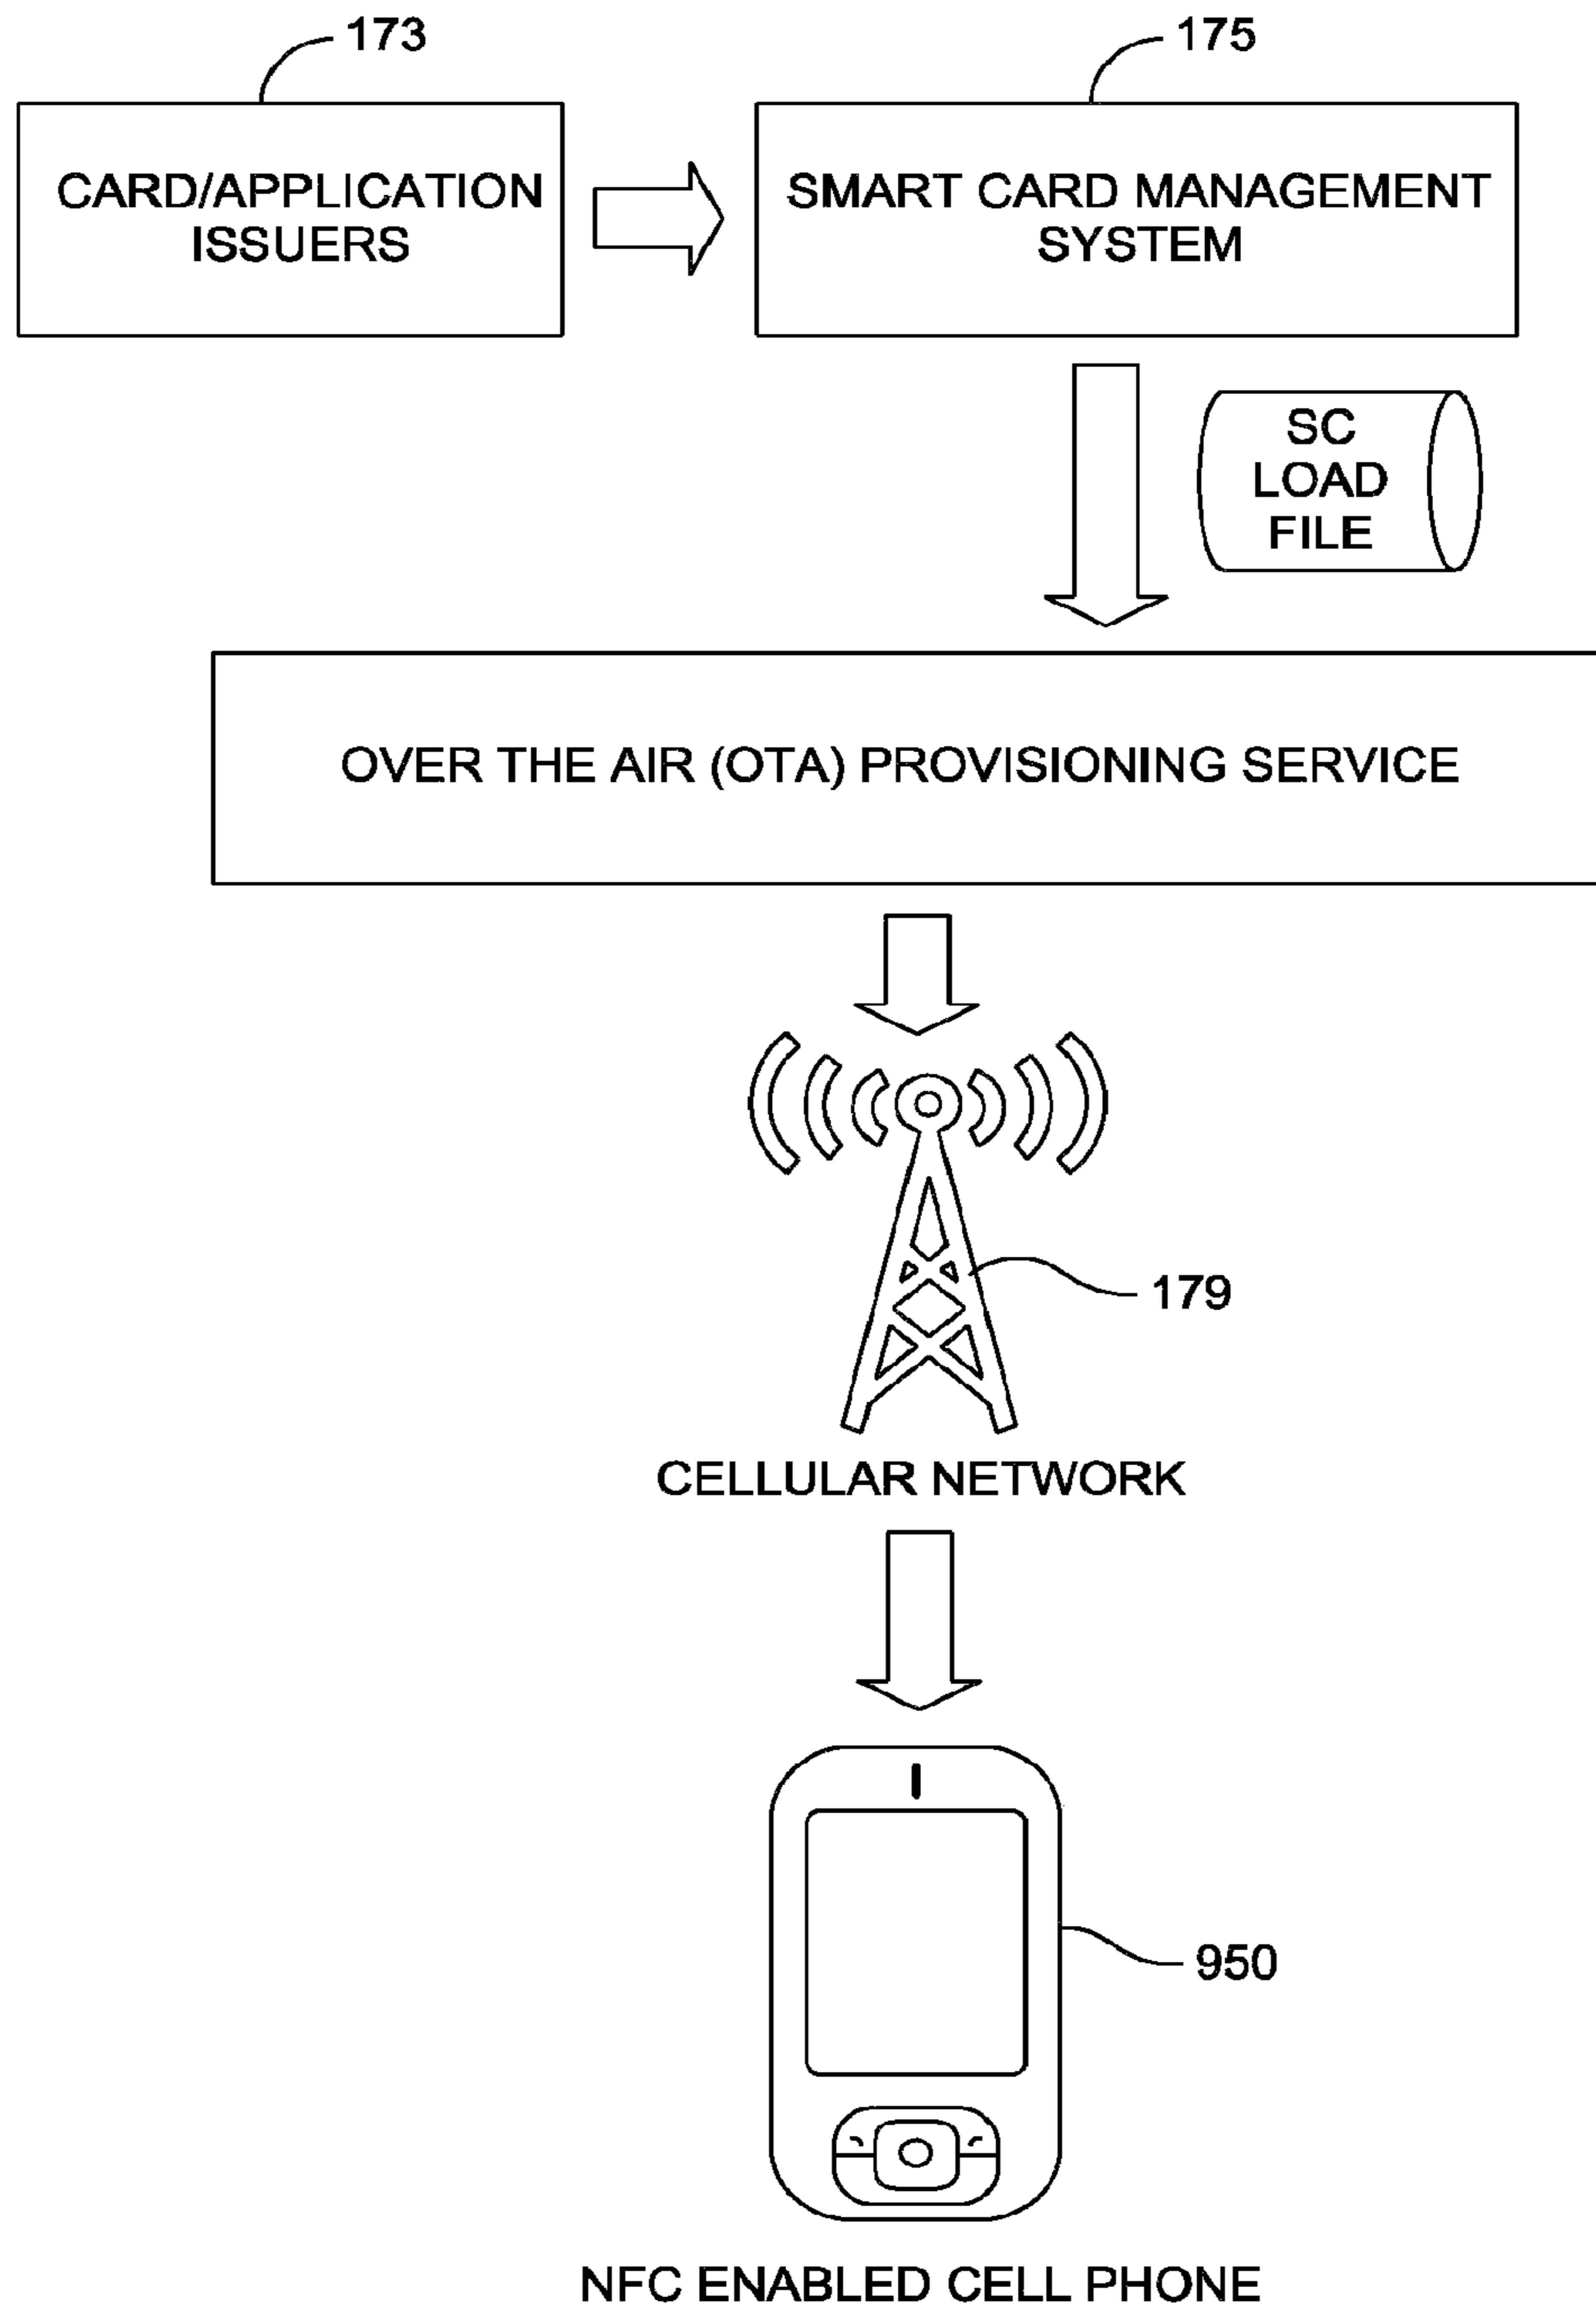 173
175
CARD/APPLICATION
ISSUERS
SMART CARD MANAGEMENT
SYSTEM
SC
LOAD
FILE
OVER THE AIR (OTA) PROVISIONING SERVICE
179
CELLULAR NETWORK
950
NFC ENABLED CELL PHONE